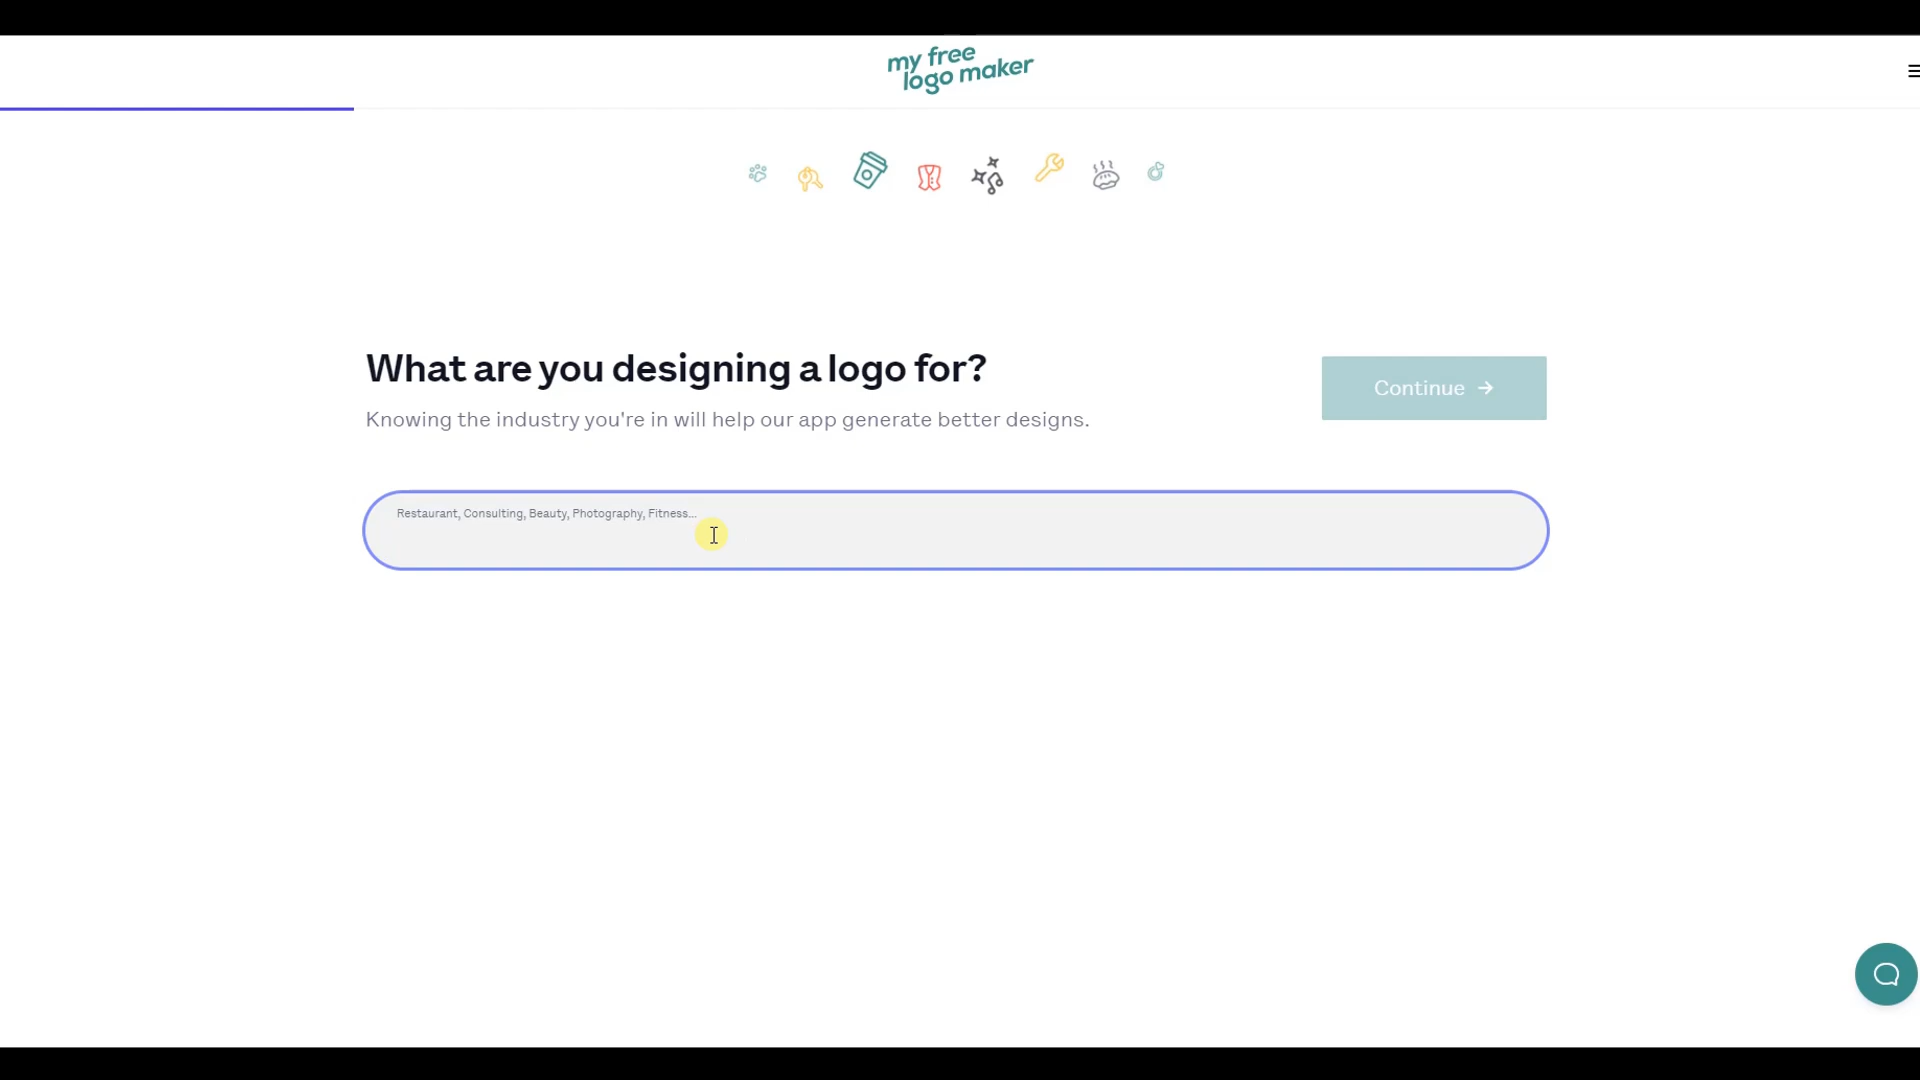 my free
logo maker
What are you designing a logo for?
Continue →
Knowing the industry you're in will help our app generate better designs.
Restaurant, Consulting, Beauty, Photography, Fitness...